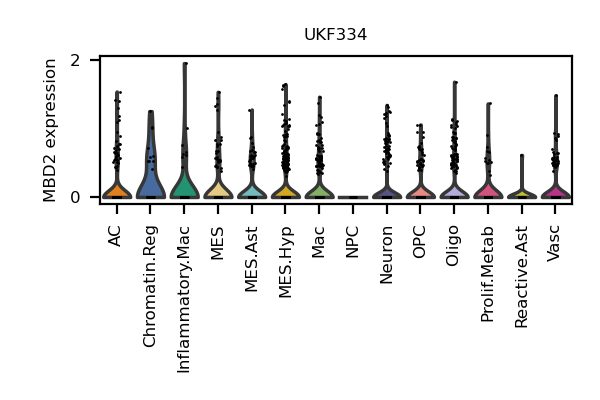 UKF334
MBD2 expression
2
0
AC
Chromatin.Reg
Inflammatory.Mac
MES
MES.Ast
MES.Hyp
Mac
NPC
Neuron
OPC
Oligo
Prolif.Metab
Reactive.Ast
Vasc